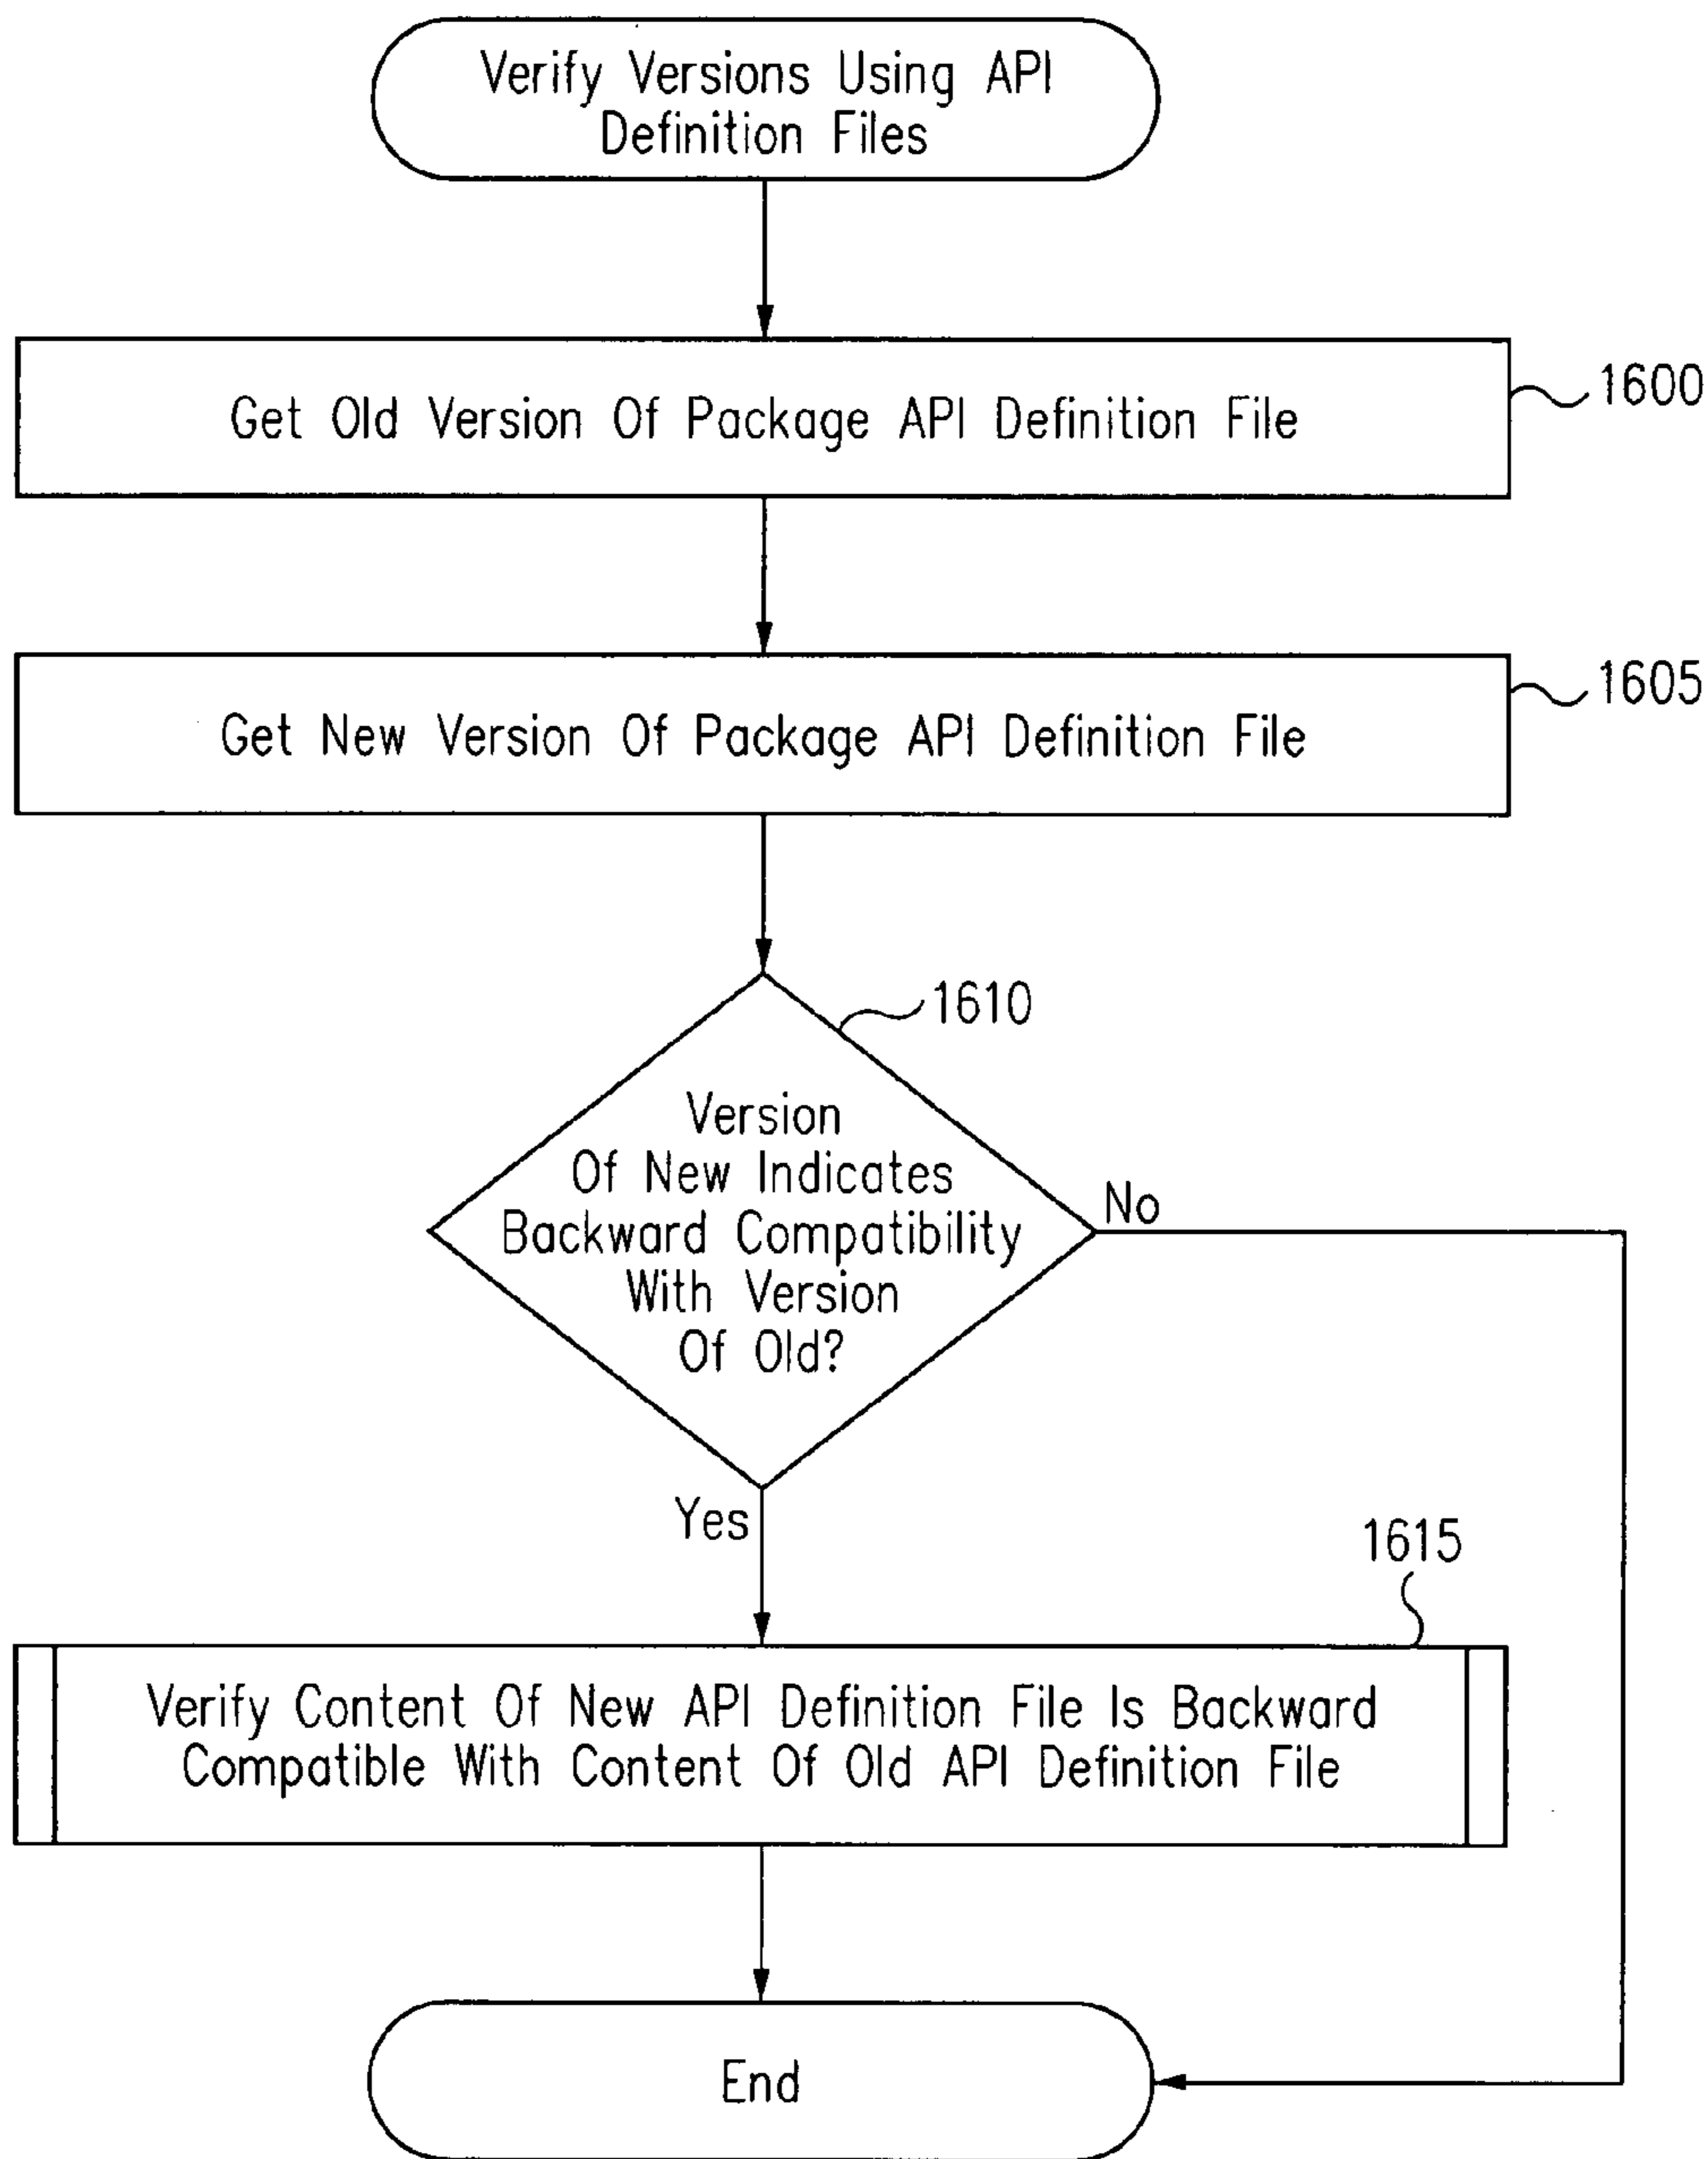 Verify Versions Using API
Definition Files
Get Old Version Of Package API Definition File
1600
Get New Version Of Package API Definition File
1605
1610
Version
Of New Indicates
Backward Compatibility
With Version
Of Old?
No
Yes
1615
Verify Content Of New API Definition File Is Backward
Compatible With Content Of Old API Definition File
End